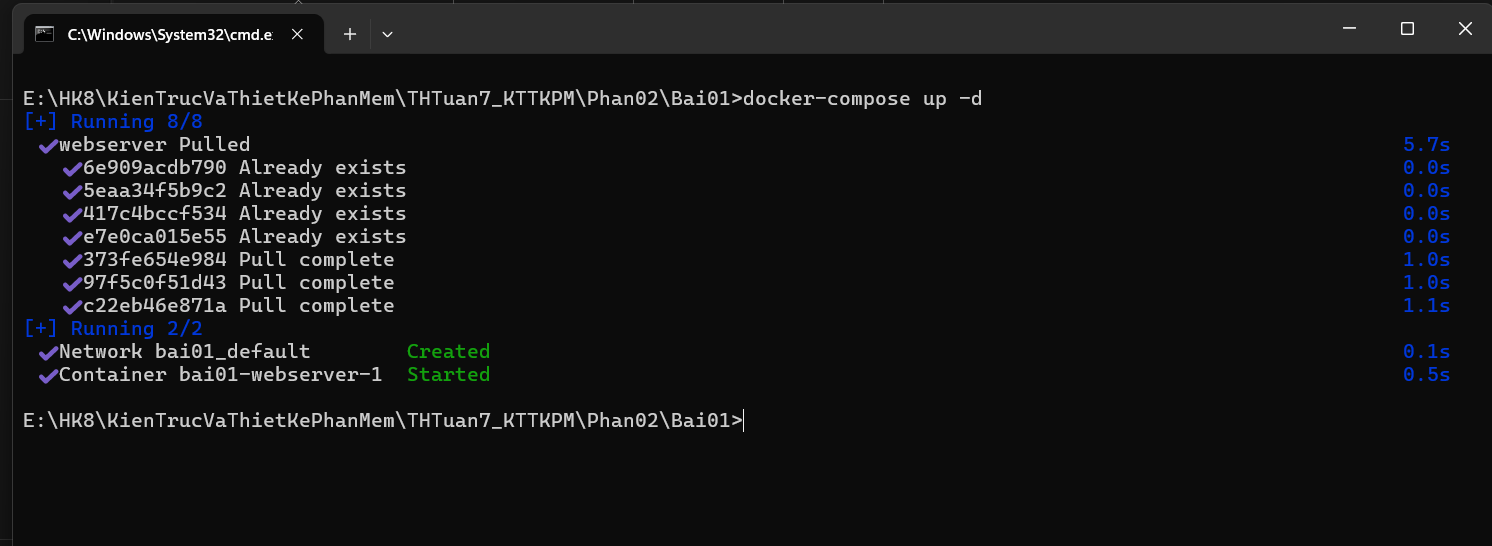 C:\Windows\System32\cmd.e
E:\HK8\KienTrucVaThietKePhanMem\THTuan7_KTTKPM\Phan02\Bai01>docker-compose up -d
[+] Running 8/8
✔webserver Pulled 5.7s
✔6e909acdb790 Already exists 0.0s
✔5eaa34f5b9c2 Already exists 0.0s
✔417c4bccf534 Already exists 0.0s
✔e7e0ca015e55 Already exists 0.0s
✔373fe654e984 Pull complete 1.0s
✔97f5c0f51d43 Pull complete 1.0s
✔c22eb46e871a Pull complete 1.1s
[+] Running 2/2
✔Network bai01_default Created 0.1s
✔Container bai01-webserver-1 Started 0.5s
E:\HK8\KienTrucVaThietKePhanMem\THTuan7_KTTKPM\Phan02\Bai01>